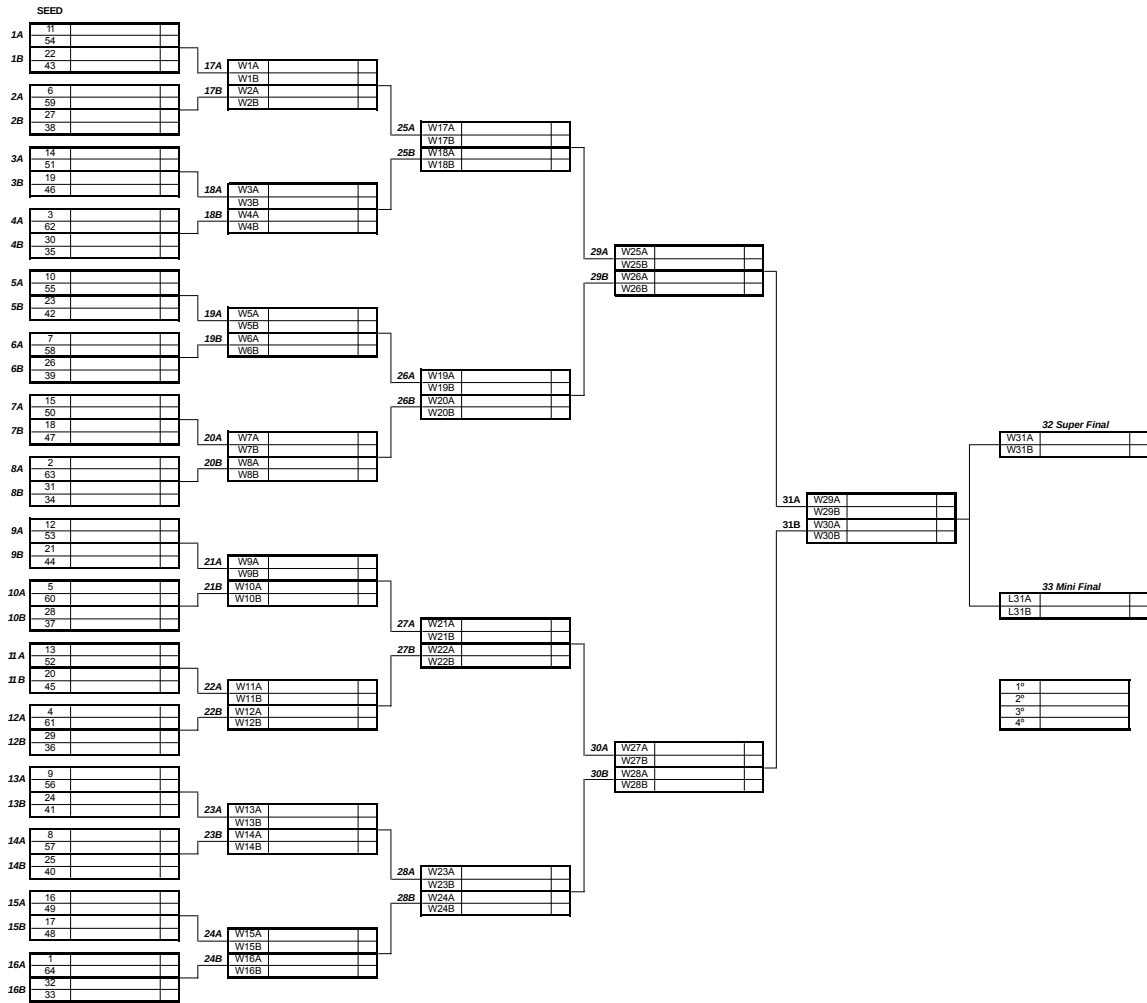 SEED
1A
11
54
1B
22
43
2A
6
59
2B
27
38
3A
14
51
3B
19
46
4A
3
62
4B
30
35
5A
10
55
5B
23
42
6A
7
58
6B
26
39
7A
15
50
7B
18
47
8A
2
63
8B
31
34
9A
12
53
9B
21
44
10A
5
60
10B
28
37
11A
13
52
11B
20
45
12A
4
61
12B
29
36
13A
9
56
13B
24
41
14A
8
57
14B
25
40
15A
16
49
15B
17
48
16A
1
64
16B
32
33
17A
W1A
W1B
17B
W2A
W2B
18A
W3A
W3B
18B
W4A
W4B
19A
W5A
W5B
19B
W6A
W6B
20A
W7A
W7B
20B
W8A
W8B
21A
W9A
W9B
21B
W10A
W10B
22A
W11A
W11B
22B
W12A
W12B
23A
W13A
W13B
23B
W14A
W14B
24A
W15A
W15B
24B
W16A
W16B
25A
W17A
W17B
25B
W18A
W18B
26A
W19A
W19B
26B
W20A
W20B
27A
W21A
W21B
27B
W22A
W22B
28A
W23A
W23B
28B
W24A
W24B
29A
W25A
W25B
29B
W26A
W26B
30A
W27A
W27B
30B
W28A
W28B
31A
W29A
W29B
31B
W30A
W30B
32 Super Final
W31A
W31B
33 Mini Final
L31A
L31B
1º
2º
3º
4º